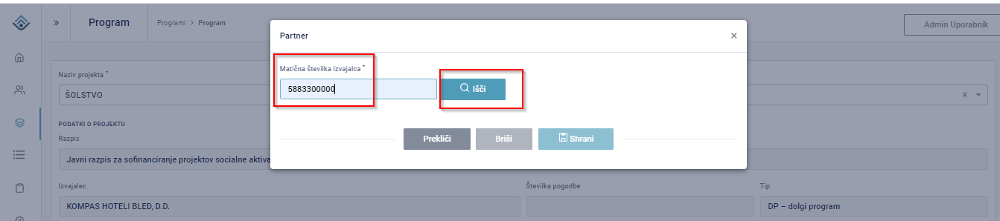 »
Program
Programi > Program
Admin Uporabnik
Partner
×
Matična številka izvajalca *
5883300000
Išči
Prekliči
Briši
Shrani
Naziv projekta *
ŠOLSTVO
×
PODATKI O PROJEKTU
Razpis
Javni razpis za sofinanciranje projektov socialne aktiva
Izvajalec
Številka pogodbe
Tip
KOMPAS HOTELI BLED, D.D.
DP – dolgi program